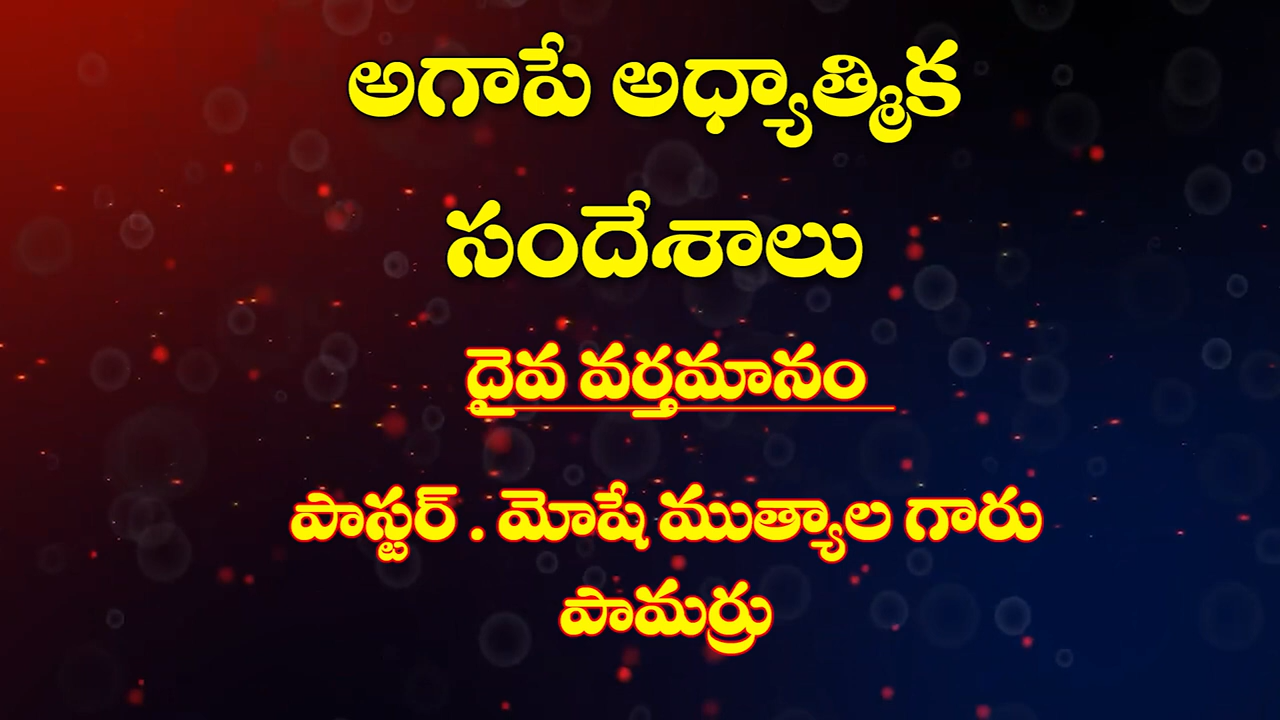 అగాపే అధ్యాత్మిక
సందేశాలు
దైవ వర్తమానం
పాస్టర్ . మోషే ముత్యాల గారు
పామర్రు